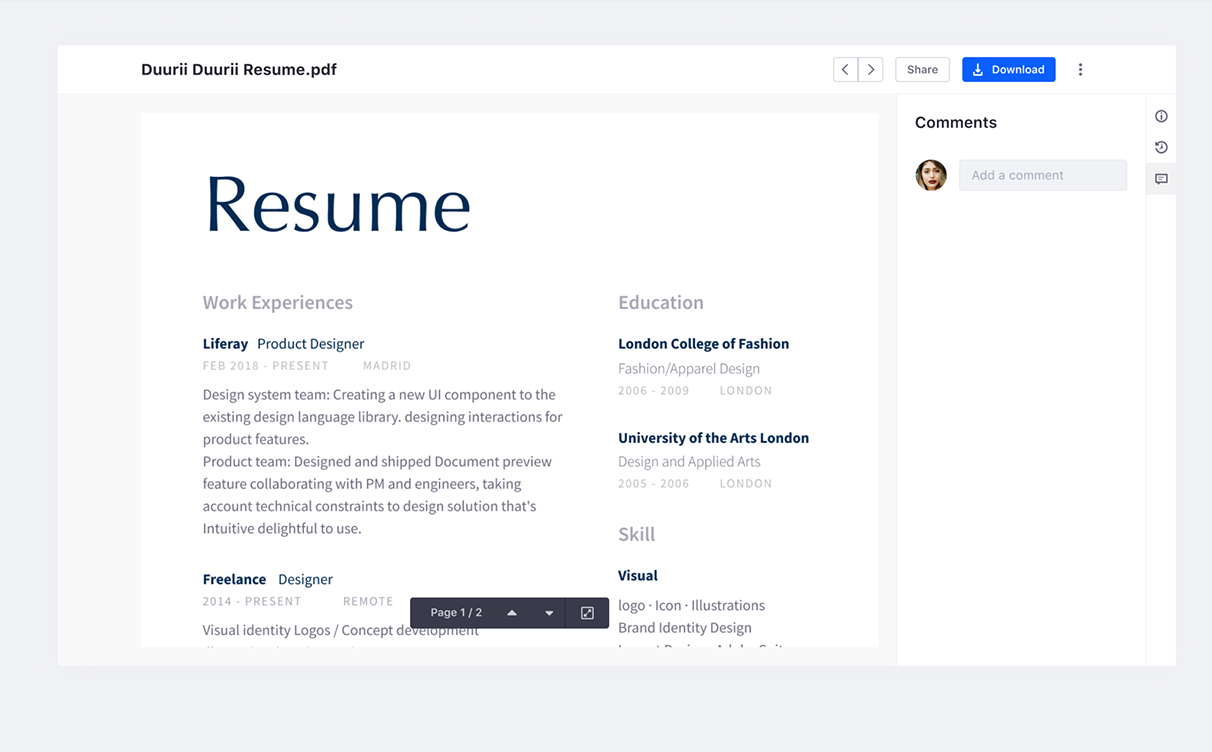 Duurii Duurii Resume.pdf
Share
Download
Resume
Work Experiences
Liferay Product Designer
FEB 2018 - PRESENT MADRID
Design system team: Creating a new UI component to the
existing design language library. designing interactions for
product features.
Product team: Designed and shipped Document preview
feature collaborating with PM and engineers, taking
account technical constraints to design solution that's
Intuitive delightful to use.
Freelance Designer
2014 - PRESENT REMOTE
Visual identity Logos / Concept development
Page 1 / 2
Education
London College of Fashion
Fashion/Apparel Design
2006 - 2009 LONDON
University of the Arts London
Design and Applied Arts
2005 - 2006 LONDON
Skill
Visual
logo · Icon · Illustrations
Brand Identity Design
Comments
Add a comment